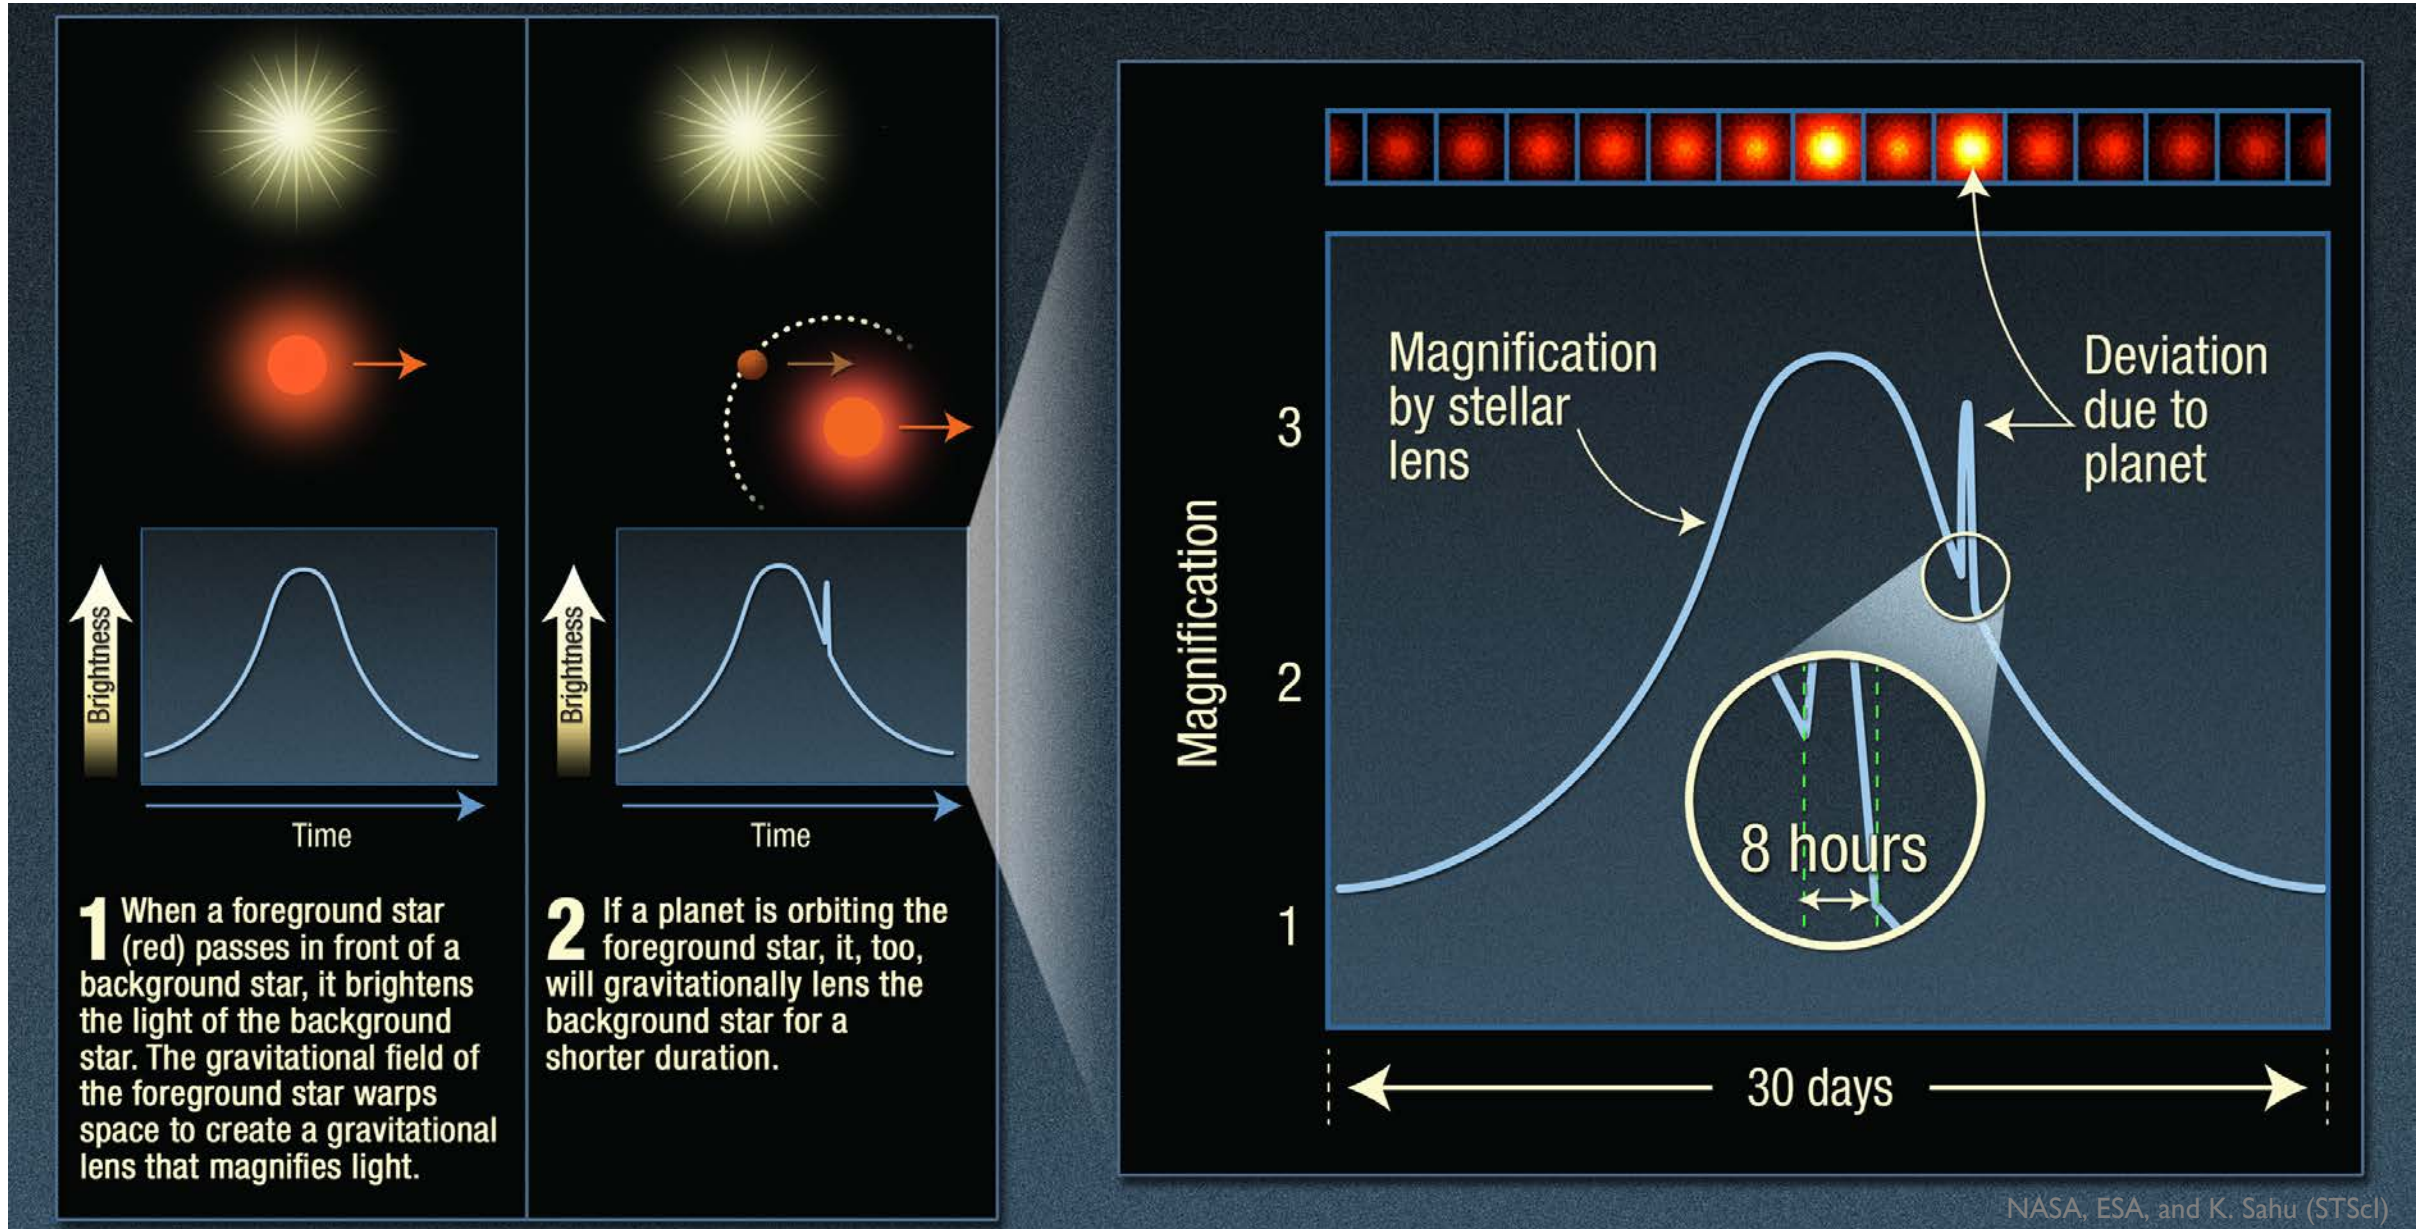 Brightness
Time
1 When a foreground star
(red) passes in front of a
background star, it brightens
the light of the background
star. The gravitational field of
the foreground star warps
space to create a gravitational
lens that magnifies light.
Brightness
Time
2 If a planet is orbiting the
foreground star, it, too,
will gravitationally lens the
background star for a
shorter duration.
Magnification
3
2
1
Magnification
by stellar
lens
Deviation
due to
planet
8 hours
30 days
NASA, ESA, and K. Sahu (STScI)